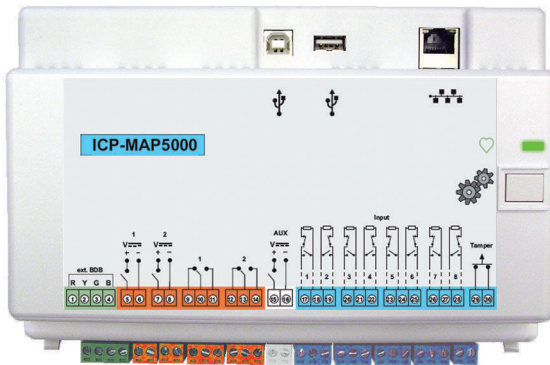 ICP-MAP5000
1 2 AUX Input
V V V
+ - + - 1 2 + - Tamper
ext. BDB
R Y G B 1 2 3 4 5 6 7 8
1 2 3 4 5 6 7 8 9 10 11 12 13 14 15 16 17 18 19 20 21 22 23 24 25 26 27 28 29 30